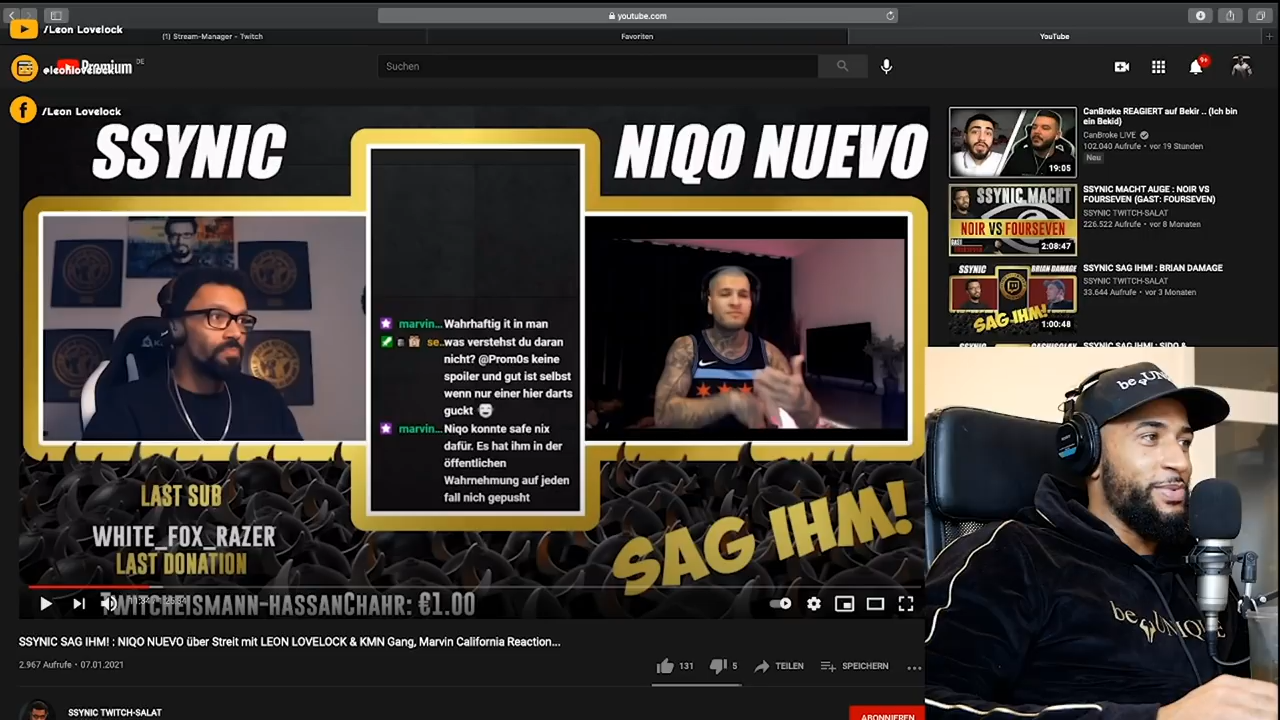 youtube.com
/Leon Lovelock
(1) Stream-Manager - Twitch
Favoriten
YouTube
@leonlovelock
Premium
DE
Suchen
9+
/Leon Lovelock
SSYNIC
NIQO NUEVO
marvin... Wahrhaftig it in man
se.. was verstehst du daran
nicht? @Prom0s keine
spoiler und gut ist selbst
wenn nur einer hier darts
guckt
marvin... Niqo konnte safe nix
dafür. Es hat ihm in der
öffentlichen
Wahrnehmung auf jeden
fall nich gepusht
LAST SUB
WHITE_FOX_RAZER
LAST DONATION
SAG IHM!
SSYNIC SAG IHM! : NIQO NUEVO über Streit mit LEON LOVELOCK & KMN Gang, Marvin California Reaction...
2.967 Aufrufe • 07.01.2021
131
5
TEILEN
SPEICHERN
SSYNIC TWITCH-SALAT
ABONNIEREN
CanBroke REAGIERT auf Bekir .. (Ich bin
ein Bekid)
CanBroke LIVE
102.040 Aufrufe • vor 19 Stunden
Neu
19:05
SSYNIC MACHT
NOIR VS FOURSEVEN
2:08:47
SSYNIC MACHT AUGE : NOIR VS
FOURSEVEN (GAST: FOURSEVEN)
SSYNIC TWITCH-SALAT
226.522 Aufrufe • vor 8 Monaten
SSYNIC
BRIAN DAMAGE
SAG IHM!
1:00:48
SSYNIC SAG IHM! : BRIAN DAMAGE
SSYNIC TWITCH-SALAT
33.644 Aufrufe • vor 3 Monaten
be UNIQUE